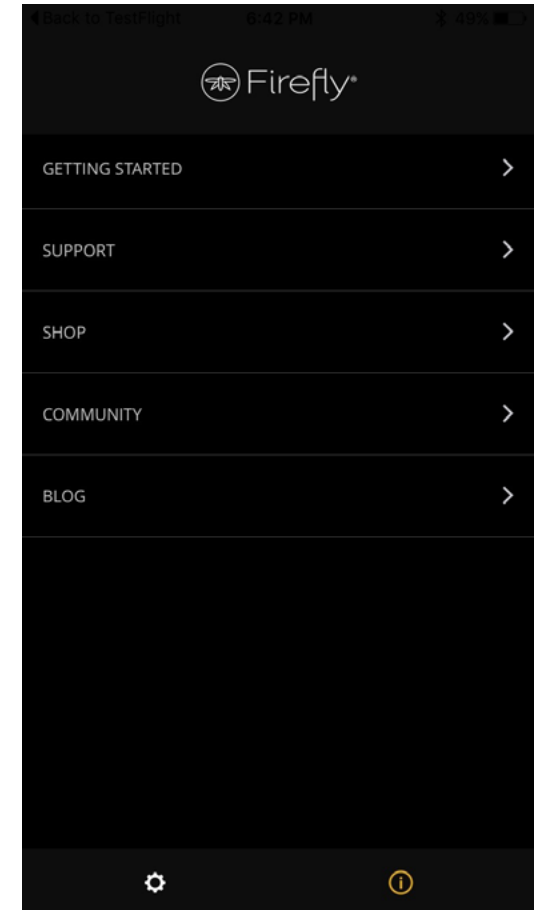 Back to TestFlight 6:42 PM 49%
Firefly®
GETTING STARTED
SUPPORT
SHOP
COMMUNITY
BLOG